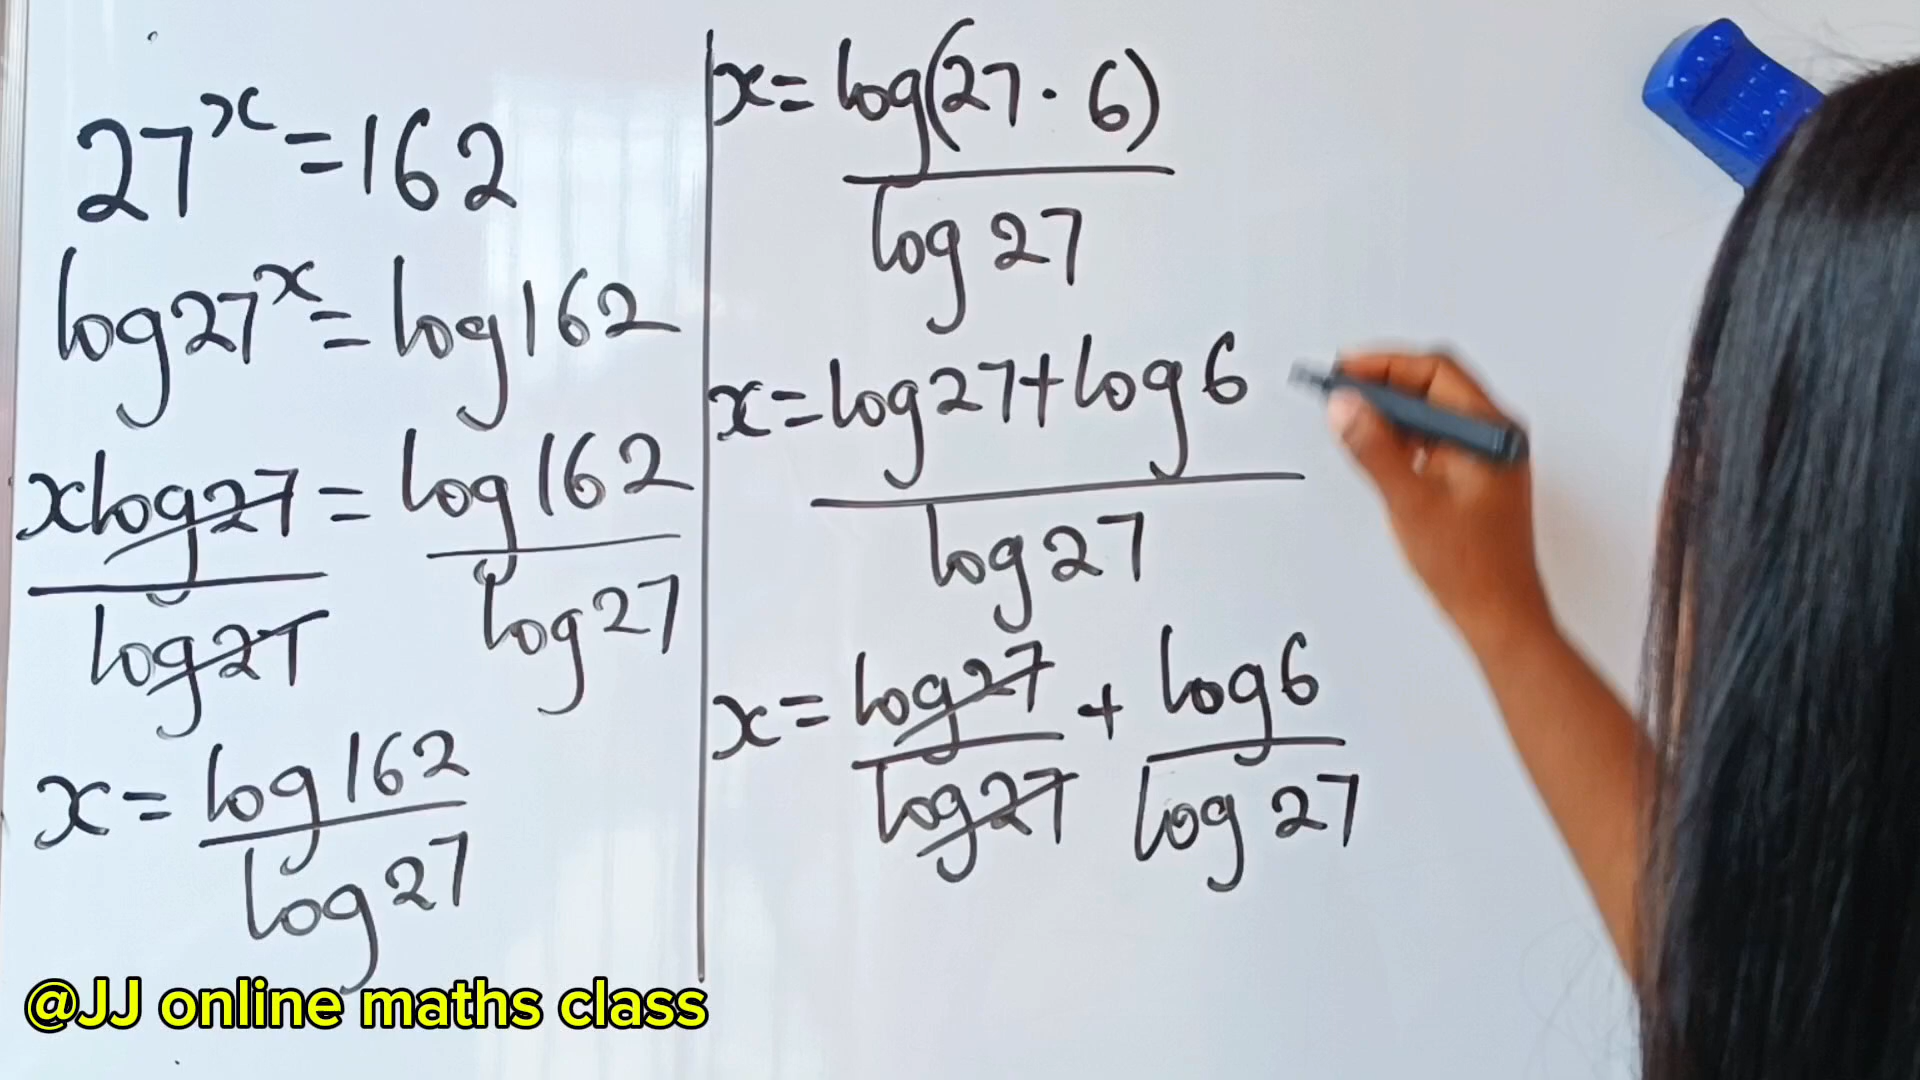 27^x = 162
log 27^x = log 162
x log 27 = log 162
log 27 log 27
x = log 162
log 27
x = log(27 · 6)
log 27
x = log 27 + log 6
log 27
x = log 27 + log 6
log 27 log 27
@JJ online maths class